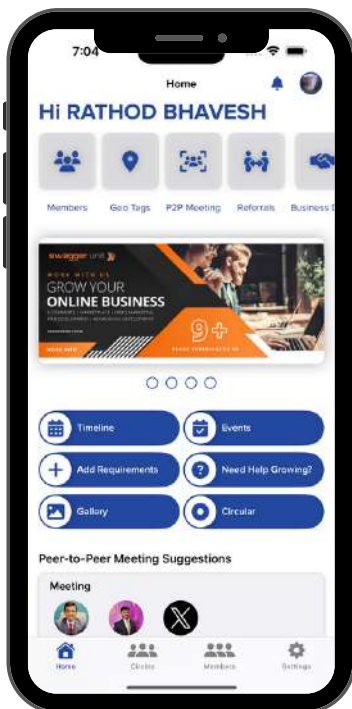 7:04
Home
Hi RATHOD BHAVESH
Members Geo Tags P2P Meeting Referrals Business
swagger unit
WORK WITH US
GROW YOUR
ONLINE BUSINESS
9+
Timeline Events
Add Requirements Need Help Growing?
Gallery Circular
Peer-to-Peer Meeting Suggestions
Meeting
Home Circles Members Settings